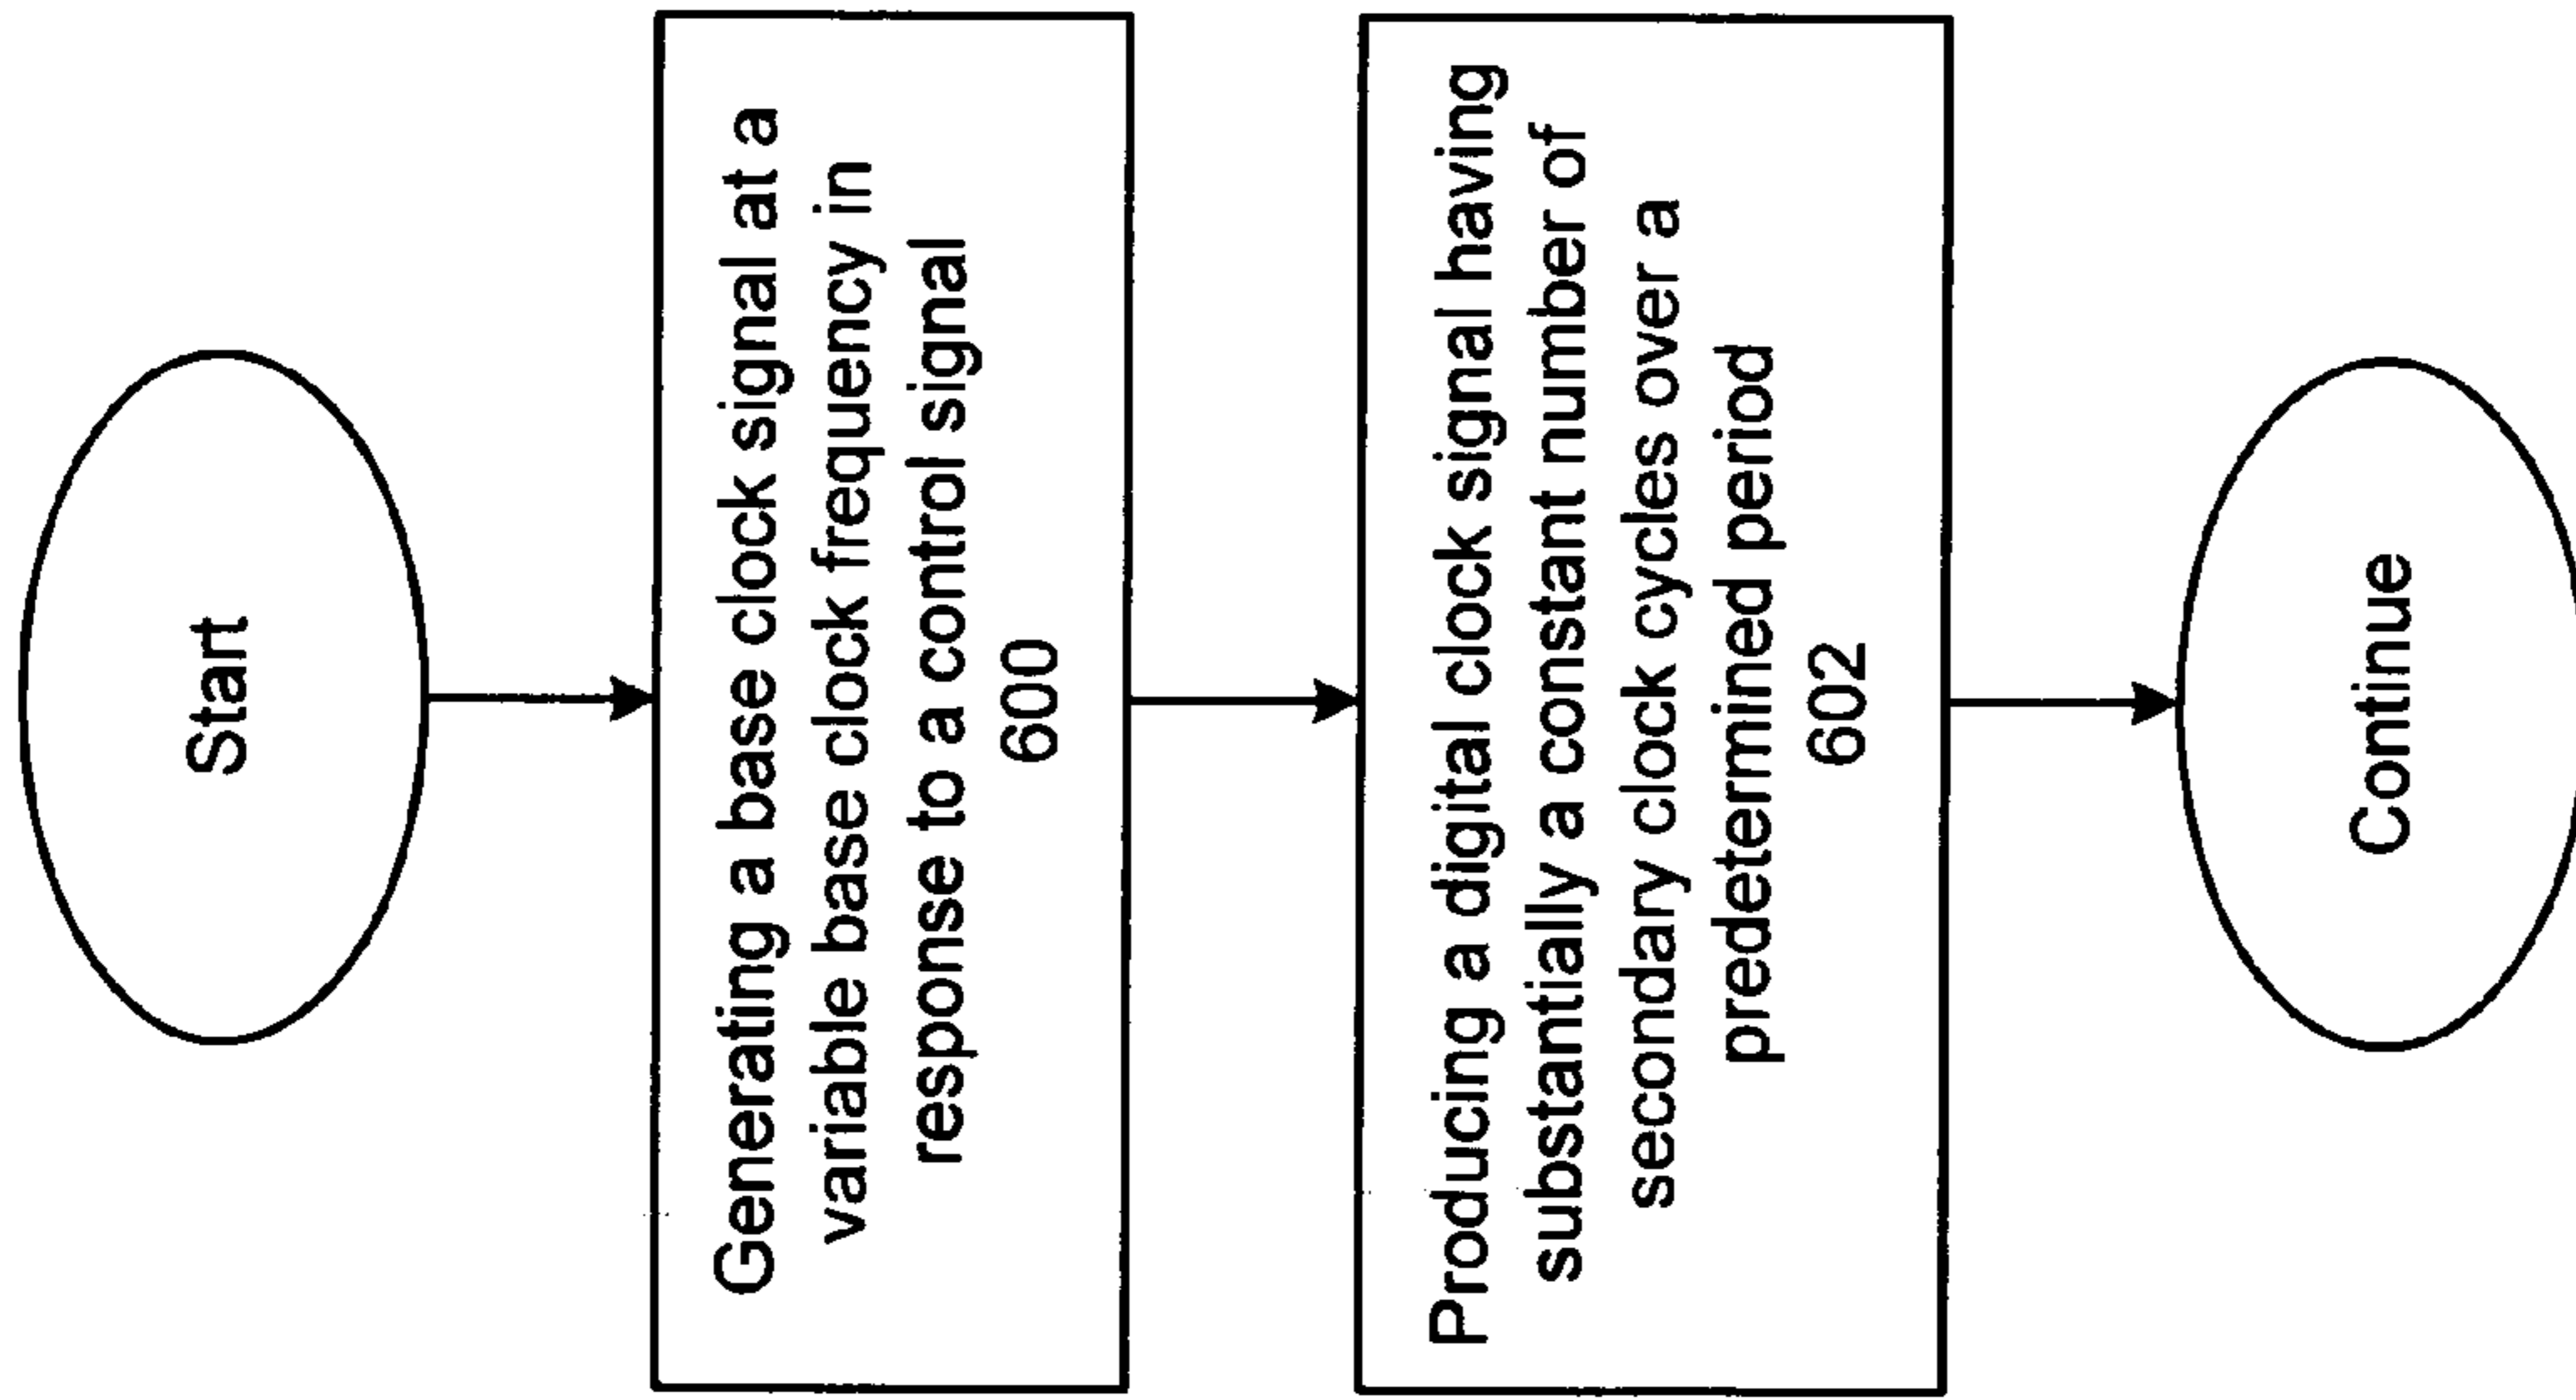 Start
Generating a base clock signal at a
variable base clock frequency in
response to a control signal
600
Producing a digital clock signal having
substantially a constant number of
secondary clock cycles over a
predetermined period
602
Continue